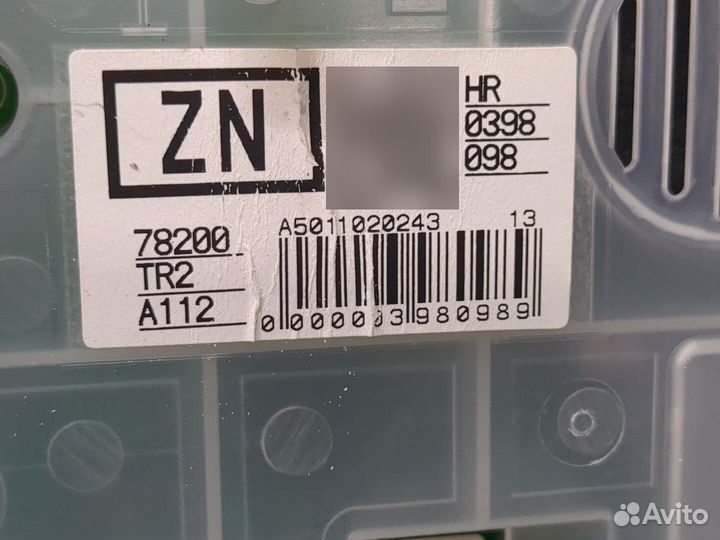 ZN
HR
0398
098
78200
TR2
A112
A5011020243 13
0000003980989
Avito